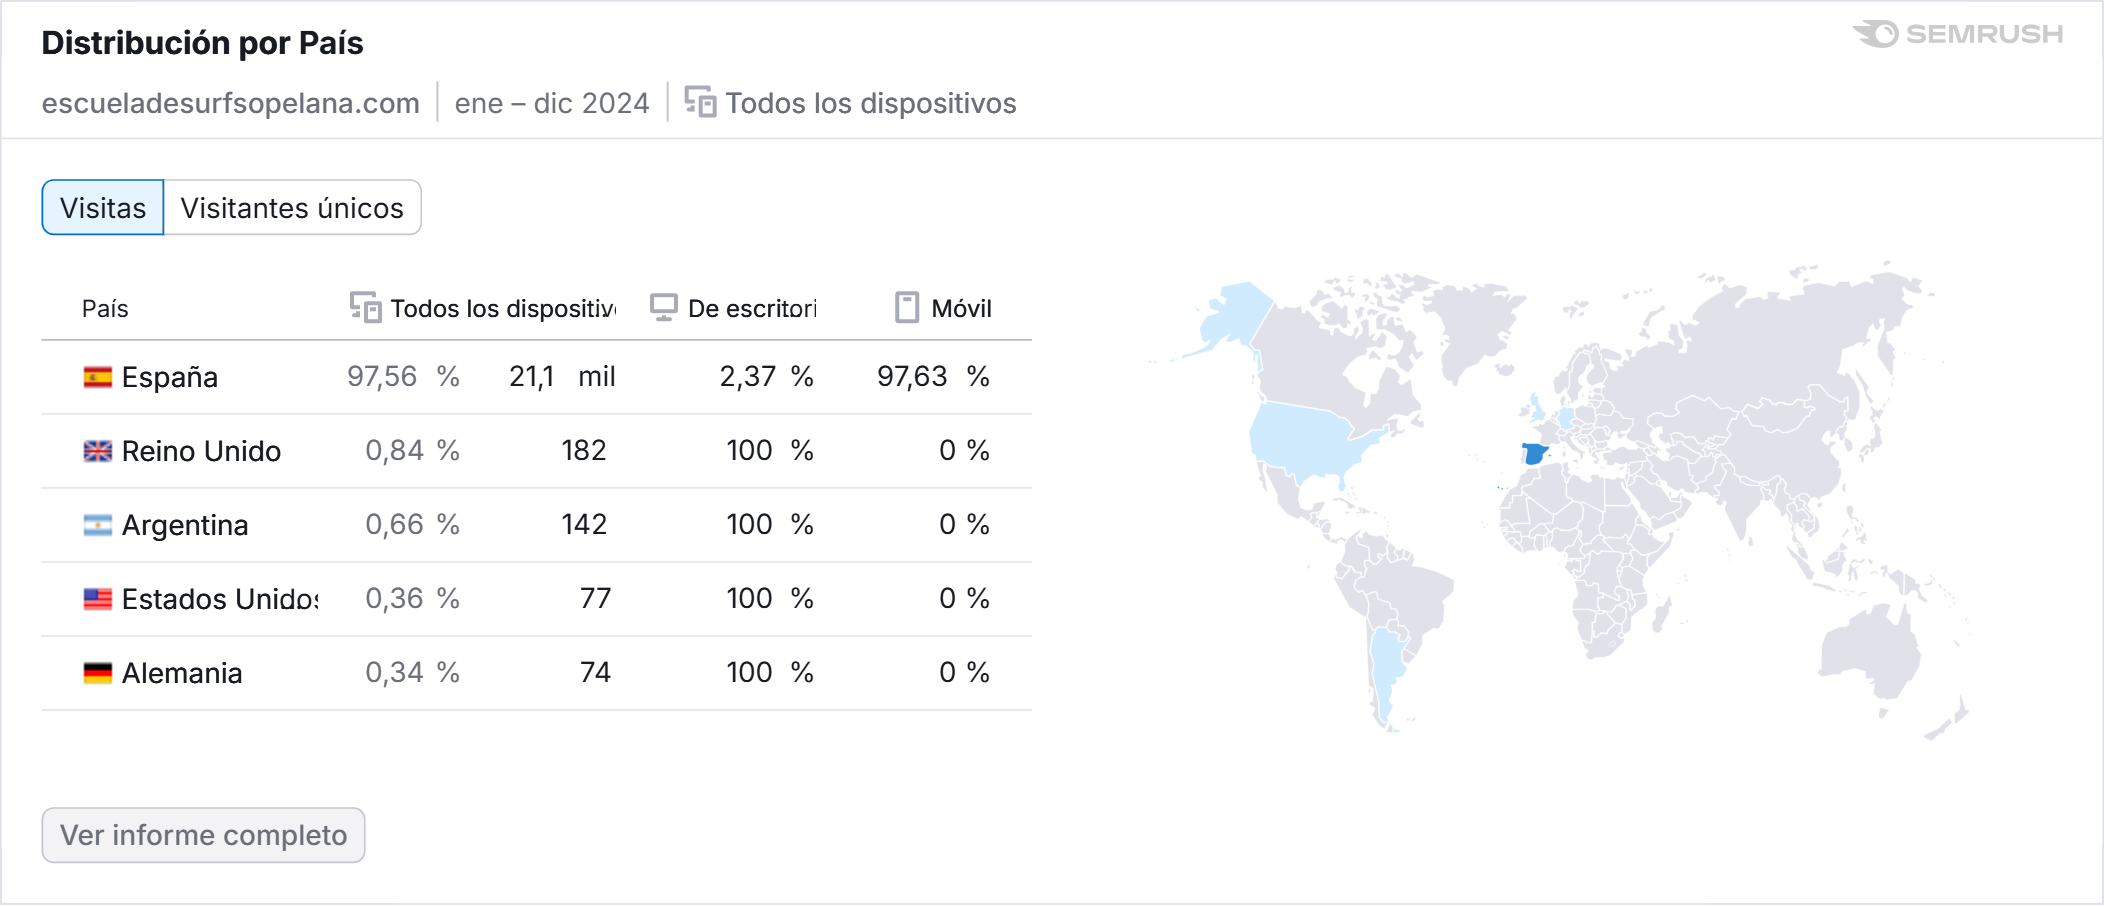 Distribución por País
SEMRUSH
escueladesurfsopelana.com ene – dic 2024 Todos los dispositivos
Visitas Visitantes únicos
País Todos los dispositiv De escritori Móvil
España 97,56 % 21,1 mil 2,37 % 97,63 %
Reino Unido 0,84 % 182 100 % 0 %
Argentina 0,66 % 142 100 % 0 %
Estados Unidos 0,36 % 77 100 % 0 %
Alemania 0,34 % 74 100 % 0 %
Ver informe completo